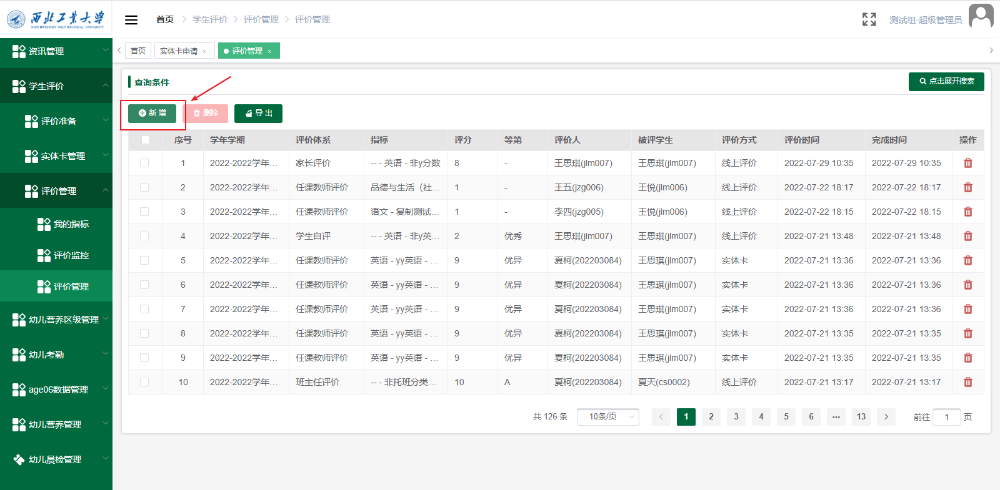 西北工业大学
NORTHWESTERN POLYTECHNICAL UNIVERSITY
首页 > 学生评价 > 评价管理 > 评价管理
测试组-超级管理员
首页
实体卡申请 ×
评价管理 ×
资讯管理
学生评价
评价准备
实体卡管理
评价管理
我的指标
评价监控
评价管理
幼儿营养区级管理
幼儿考勤
age06数据管理
幼儿营养管理
幼儿晨检管理
查询条件
点击展开搜索
新 增
删除
导 出
序号 学年学期 评价体系 指标 评分 等第 评价人 被评学生 评价方式 评价时间 完成时间 操作
1 2022-2022学年... 家长评价 -- - 英语 - 非y分数 8 - 王思琪(jlm007) 王思琪(jlm007) 线上评价 2022-07-29 10:35 2022-07-29 10:35
2 2022-2022学年... 任课教师评价 品德与生活（社... 1 - 王五(jzg006) 王悦(jlm006) 线上评价 2022-07-22 18:17 2022-07-22 18:17
3 2022-2022学年... 任课教师评价 语文 - 复制测试... 1 - 李四(jzg005) 王悦(jlm006) 线上评价 2022-07-22 18:15 2022-07-22 18:15
4 2022-2022学年... 学生自评 -- - 英语 - 非y英... 2 优秀 王思琪(jlm007) 王思琪(jlm007) 线上评价 2022-07-21 13:48 2022-07-21 13:48
5 2022-2022学年... 任课教师评价 英语 - yy英语 - ... 9 优异 夏柯(202203084) 王思琪(jlm007) 实体卡 2022-07-21 13:36 2022-07-21 13:36
6 2022-2022学年... 任课教师评价 英语 - yy英语 - ... 9 优异 夏柯(202203084) 王思琪(jlm007) 实体卡 2022-07-21 13:36 2022-07-21 13:36
7 2022-2022学年... 任课教师评价 英语 - yy英语 - ... 9 优异 夏柯(202203084) 王思琪(jlm007) 实体卡 2022-07-21 13:36 2022-07-21 13:36
8 2022-2022学年... 任课教师评价 英语 - yy英语 - ... 9 优异 夏柯(202203084) 王思琪(jlm007) 实体卡 2022-07-21 13:35 2022-07-21 13:35
9 2022-2022学年... 任课教师评价 英语 - yy英语 - ... 9 优异 夏柯(202203084) 王思琪(jlm007) 实体卡 2022-07-21 13:35 2022-07-21 13:35
10 2022-2022学年... 班主任评价 -- - 非托班分类... 10 A 夏柯(202203084) 夏天(cs0002) 线上评价 2022-07-21 13:17 2022-07-21 13:17
共 126 条 10条/页 < 1 2 3 4 5 6 ... 13 > 前往 1 页